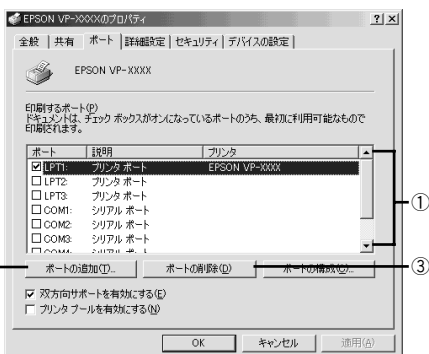 EPSON VP-XXXXのプロパティ
全般 共有 ポート 詳細設定 セキュリティ デバイスの設定
EPSON VP-XXXX
印刷するポート(P)
ドキュメントは、チェック ボックスがオンになっているポートのうち、最初に利用可能なもので
印刷されます。
ポート 説明 プリンタ
LPT1: プリンタ ポート EPSON VP-XXXX
LPT2: プリンタ ポート
LPT3: プリンタ ポート
COM1: シリアル ポート
COM2: シリアル ポート
COM3: シリアル ポート
COM4: シリアル ポート
①
ポートの追加(T)... ポートの削除(D) ポートの構成(C)...
③
双方向サポートを有効にする(E)
プリンタ プールを有効にする(N)
OK キャンセル 適用(A)